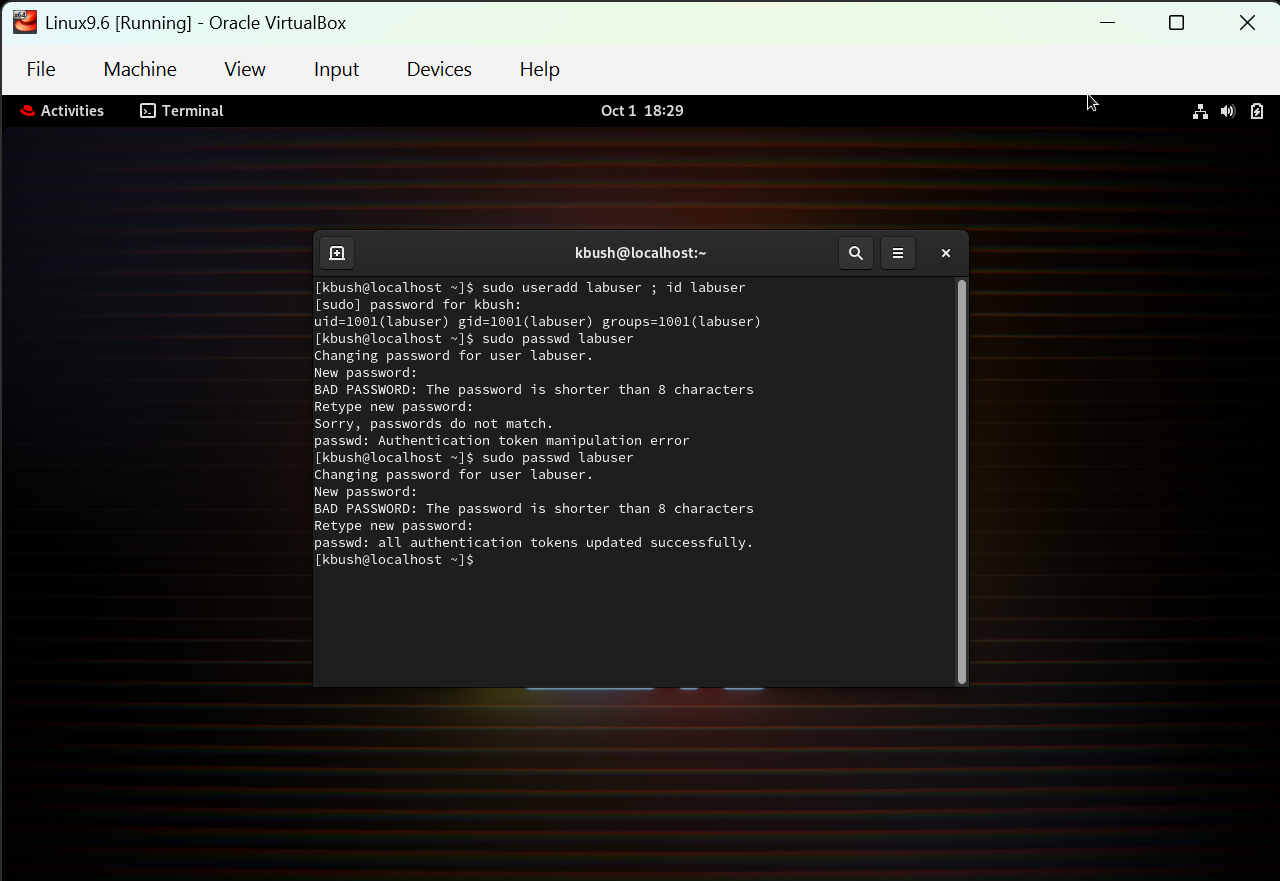 Linux9.6 [Running] - Oracle VirtualBox
File Machine View Input Devices Help
Activities Terminal Oct 1 18:29
kbush@localhost:~
[kbush@localhost ~]$ sudo useradd labuser ; id labuser
[sudo] password for kbush:
uid=1001(labuser) gid=1001(labuser) groups=1001(labuser)
[kbush@localhost ~]$ sudo passwd labuser
Changing password for user labuser.
New password:
BAD PASSWORD: The password is shorter than 8 characters
Retype new password:
Sorry, passwords do not match.
passwd: Authentication token manipulation error
[kbush@localhost ~]$ sudo passwd labuser
Changing password for user labuser.
New password:
BAD PASSWORD: The password is shorter than 8 characters
Retype new password:
passwd: all authentication tokens updated successfully.
[kbush@localhost ~]$